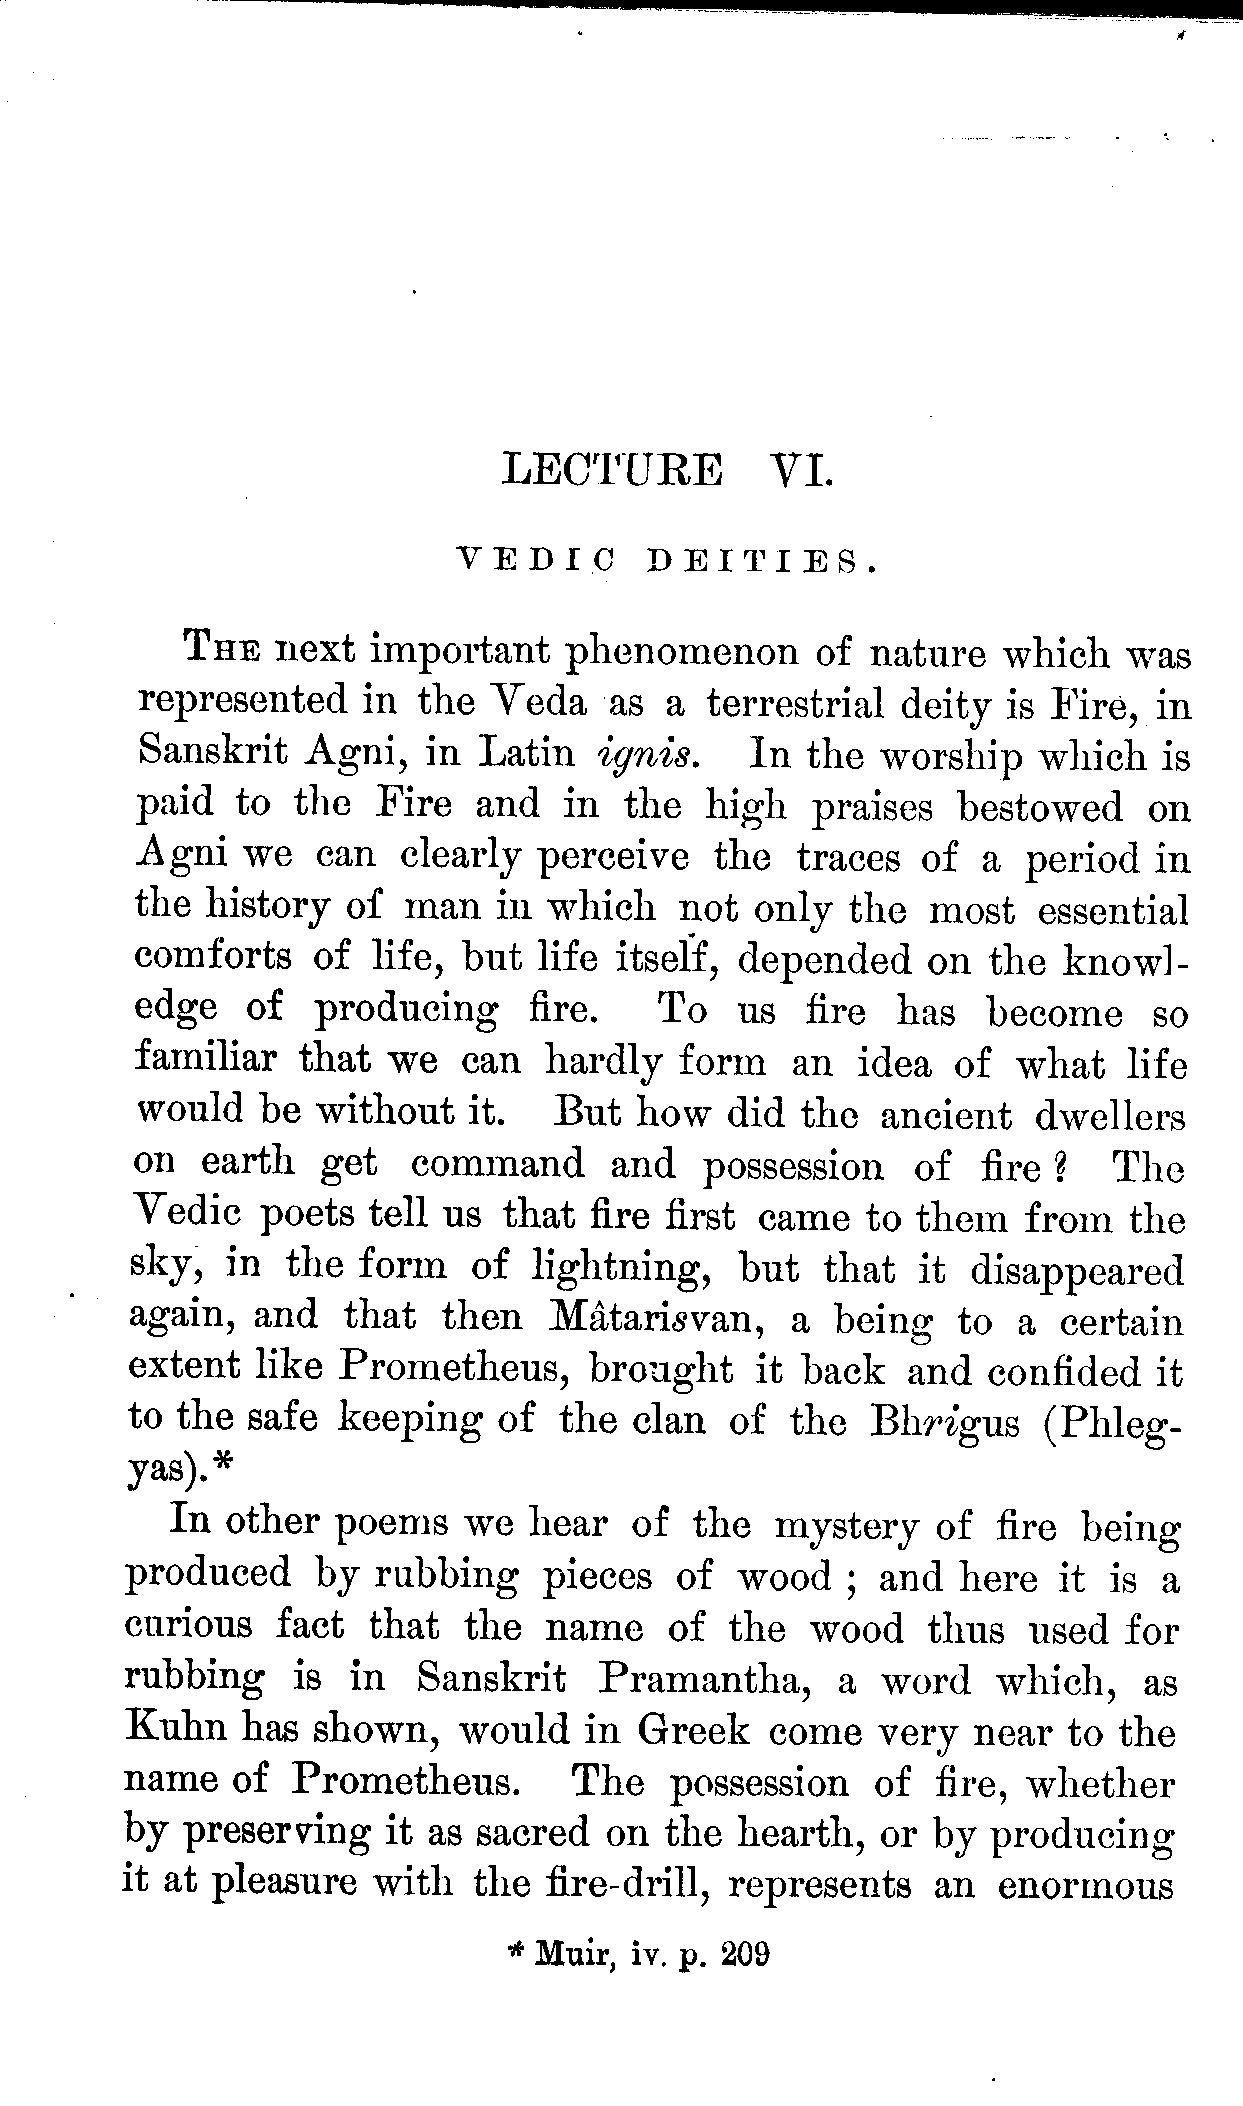 LECTURE VI.
VEDIC DEITIES.
THE next important phenomenon of nature which was
represented in the Veda as a terrestrial deity is Fire, in
Sanskrit Agni, in Latin ignis. In the worship which is
paid to the Fire and in the high praises bestowed on
Agni we can clearly perceive the traces of a period in
the history of man in which not only the most essential
comforts of life, but life itself, depended on the knowl-
edge of producing fire. To us fire has become so
familiar that we can hardly form an idea of what life
would be without it. But how did the ancient dwellers
on earth get command and possession of fire? The
Vedic poets tell us that fire first came to them from the
sky, in the form of lightning, but that it disappeared
again, and that then Mâtarisvan, a being to a certain
extent like Prometheus, brought it back and confided it
to the safe keeping of the clan of the Bhrigus (Phleg-
yas).*
In other poems we hear of the mystery of fire being
produced by rubbing pieces of wood; and here it is a
curious fact that the name of the wood thus used for
rubbing is in Sanskrit Pramantha, a word which, as
Kuhn has shown, would in Greek come very near to the
name of Prometheus. The possession of fire, whether
by preserving it as sacred on the hearth, or by producing
it at pleasure with the fire-drill, represents an enormous
* Muir, iv. p. 209